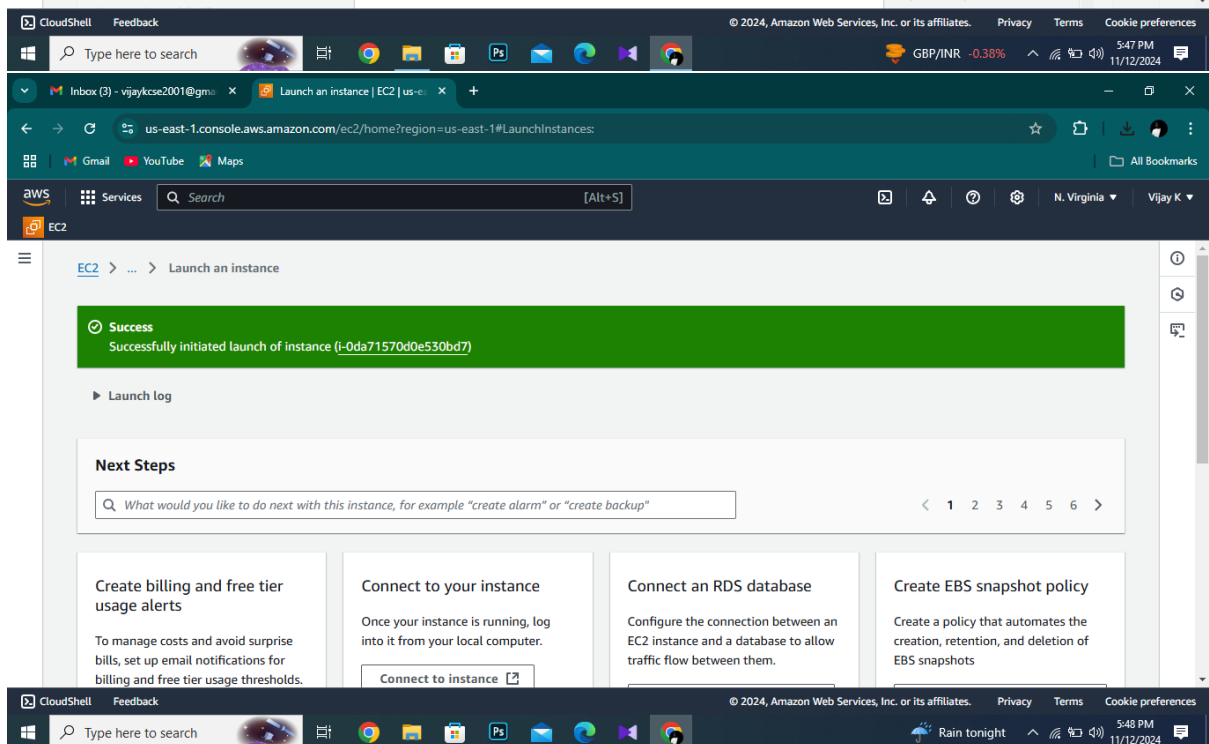 CloudShell Feedback © 2024, Amazon Web Services, Inc. or its affiliates. Privacy Terms Cookie preferences
Type here to search Ps GBP/INR -0.38% 5:47 PM
11/12/2024
Inbox (3) - vijaykcse2001@gma Launch an instance | EC2 | us-e
us-east-1.console.aws.amazon.com/ec2/home?region=us-east-1#LaunchInstances:
Gmail YouTube Maps All Bookmarks
aws Services Search [Alt+S] N. Virginia Vijay K
EC2
EC2 > ... > Launch an instance
Success
Successfully initiated launch of instance (i-0da71570d0e530bd7)
Launch log
Next Steps
What would you like to do next with this instance, for example "create alarm" or "create backup"
1 2 3 4 5 6
Create billing and free tier
usage alerts
To manage costs and avoid surprise
bills, set up email notifications for
billing and free tier usage thresholds.
Connect to your instance
Once your instance is running, log
into it from your local computer.
Connect to instance
Connect an RDS database
Configure the connection between an
EC2 instance and a database to allow
traffic flow between them.
Create EBS snapshot policy
Create a policy that automates the
creation, retention, and deletion of
EBS snapshots
CloudShell Feedback © 2024, Amazon Web Services, Inc. or its affiliates. Privacy Terms Cookie preferences
Type here to search Ps Rain tonight 5:48 PM
11/12/2024